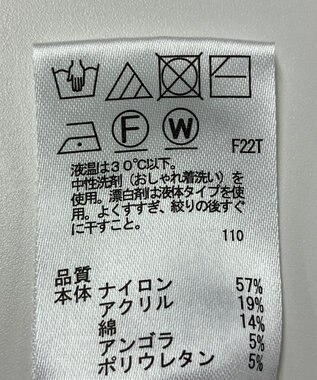 F W
F22T
液温は30℃以下。
中性洗剤(おしゃれ着洗い)を
使用。漂白剤は液体タイプを使
用。よくすすぎ、絞りの後すぐ
に干すこと。
110
品質
本体 ナイロン 57%
アクリル 19%
綿 14%
アンゴラ 5%
ポリウレタン 5%